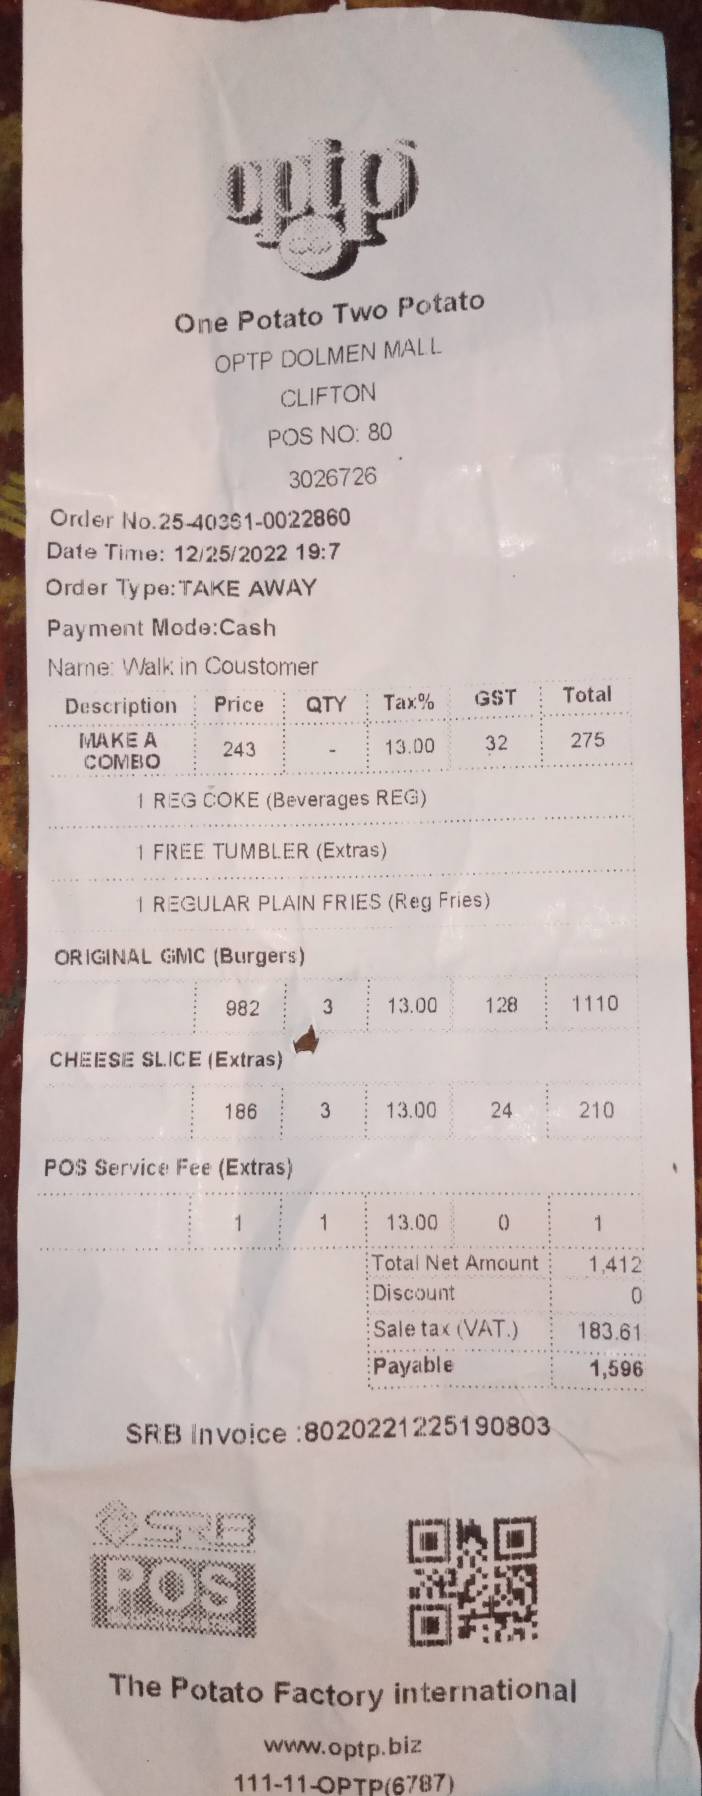 optp
One Potato Two Potato
OPTP DOLMEN MALL
CLIFTON
POS NO: 80
3026726
Order No.25-40361-0022860
Date Time: 12/25/2022 19:7
Order Type:TAKE AWAY
Payment Mode:Cash
Name: Walk in Coustomer
Description Price QTY Tax% GST Total
MAKE A COMBO 243 - 13.00 32 275
1 REG COKE (Beverages REG)
1 FREE TUMBLER (Extras)
1 REGULAR PLAIN FRIES (Reg Fries)
ORIGINAL GMC (Burgers)
982 3 13.00 128 1110
CHEESE SLICE (Extras)
186 3 13.00 24 210
POS Service Fee (Extras)
1 1 13.00 0 1
Total Net Amount 1,412
Discount 0
Sale tax (VAT.) 183.61
Payable 1,596
SRB Invoice :8020221225190803
SRB
POS
The Potato Factory international
www.optp.biz
111-11-OPTP(6787)